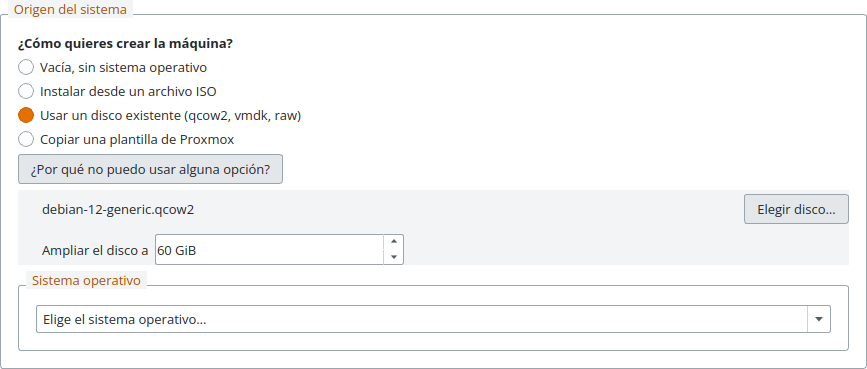 Origen del sistema
¿Cómo quieres crear la máquina?
Vacía, sin sistema operativo
Instalar desde un archivo ISO
Usar un disco existente (qcow2, vmdk, raw)
Copiar una plantilla de Proxmox
¿Por qué no puedo usar alguna opción?
debian-12-generic.qcow2
Elegir disco...
Ampliar el disco a 60 GiB
Sistema operativo
Elige el sistema operativo...